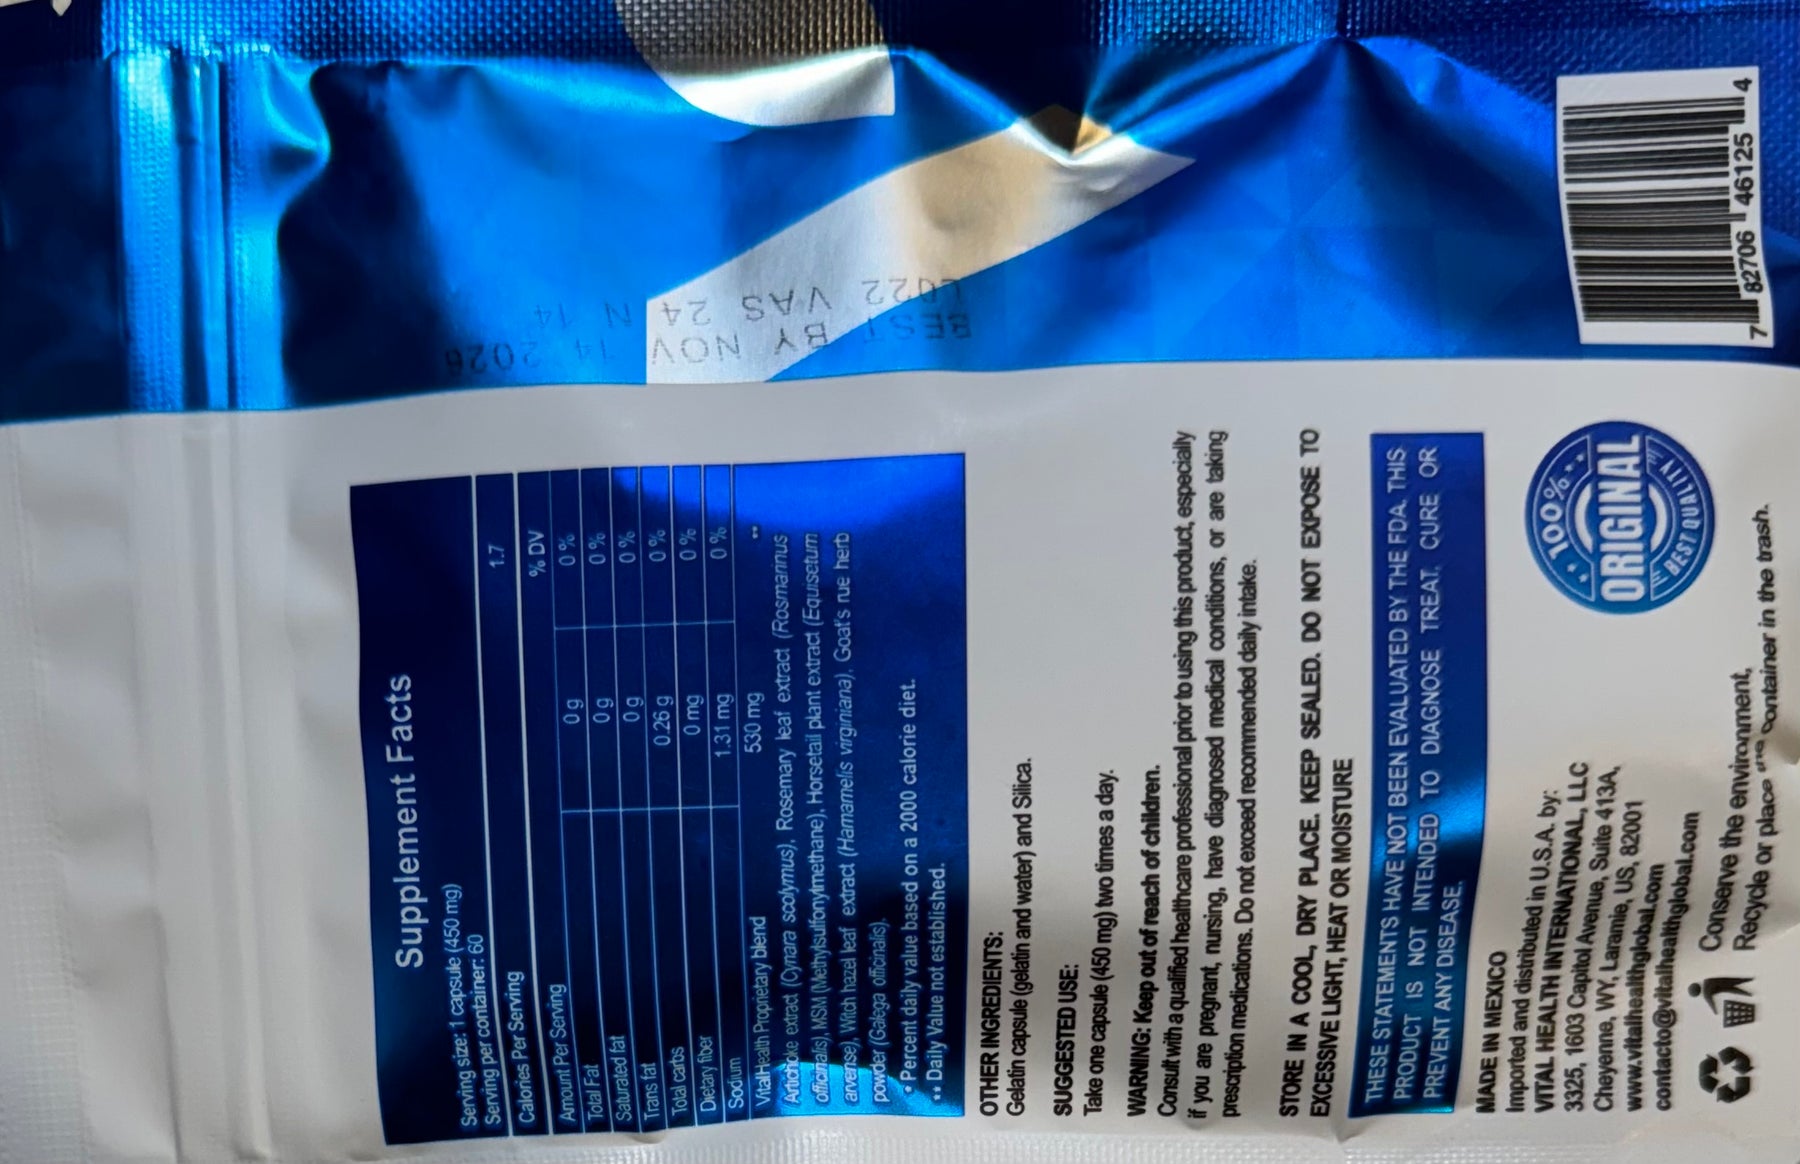 Supplement Facts
Serving size: 1 capsule (450 mg)
Serving per container: 60
Calories Per Serving 1.7
Amount Per Serving % DV
Total Fat 0 g 0 %
Saturated fat 0 g 0 %
Trans fat 0 g 0 %
Total carbs 0.26 g 0 %
Dietary fiber 0 mg 0 %
Sodium 1.31 mg 0 %
VitalHealth Proprietary blend 530 mg **
(Artichoke extract (Cynara scolymus), Rosemary leaf extract (Rosmarinus
officinalis), MSM (Methylsulfonylmethane), Horsetail plant extract (Equisetum
arvense), Witch hazel leaf extract (Hamamelis virginiana), Goat's rue herb
powder (Galega officinalis).
* Percent daily value based on a 2000 calorie diet.
** Daily Value not established.
OTHER INGREDIENTS:
Gelatin capsule (gelatin and water) and Silica.
SUGGESTED USE:
Take one capsule (450 mg) two times a day.
WARNING: Keep out of reach of children.
Consult with a qualified healthcare professional prior to using this product, especially
if you are pregnant, nursing, have diagnosed medical conditions, or are taking
prescription medications. Do not exceed recommended daily intake.
STORE IN A COOL, DRY PLACE. KEEP SEALED. DO NOT EXPOSE TO
EXCESSIVE LIGHT, HEAT OR MOISTURE
THESE STATEMENTS HAVE NOT BEEN EVALUATED BY THE FDA. THIS
PRODUCT IS NOT INTENDED TO DIAGNOSE TREAT, CURE OR
PREVENT ANY DISEASE.
MADE IN MEXICO
Imported and distributed in U.S.A. by:
VITAL HEALTH INTERNATIONAL, LLC
3325, 1603 Capitol Avenue, Suite 413A,
Cheyenne, WY, Laramie, US, 82001
www.vitalhealthglobal.com
contacto@vitalhealthglobal.com
Conserve the environment,
Recycle or place the container in the trash.
100%
ORIGINAL
BEST QUALITY
BEST BY NOV 14 2026
L022 VAS 24 N 14
7 82706 46125 4